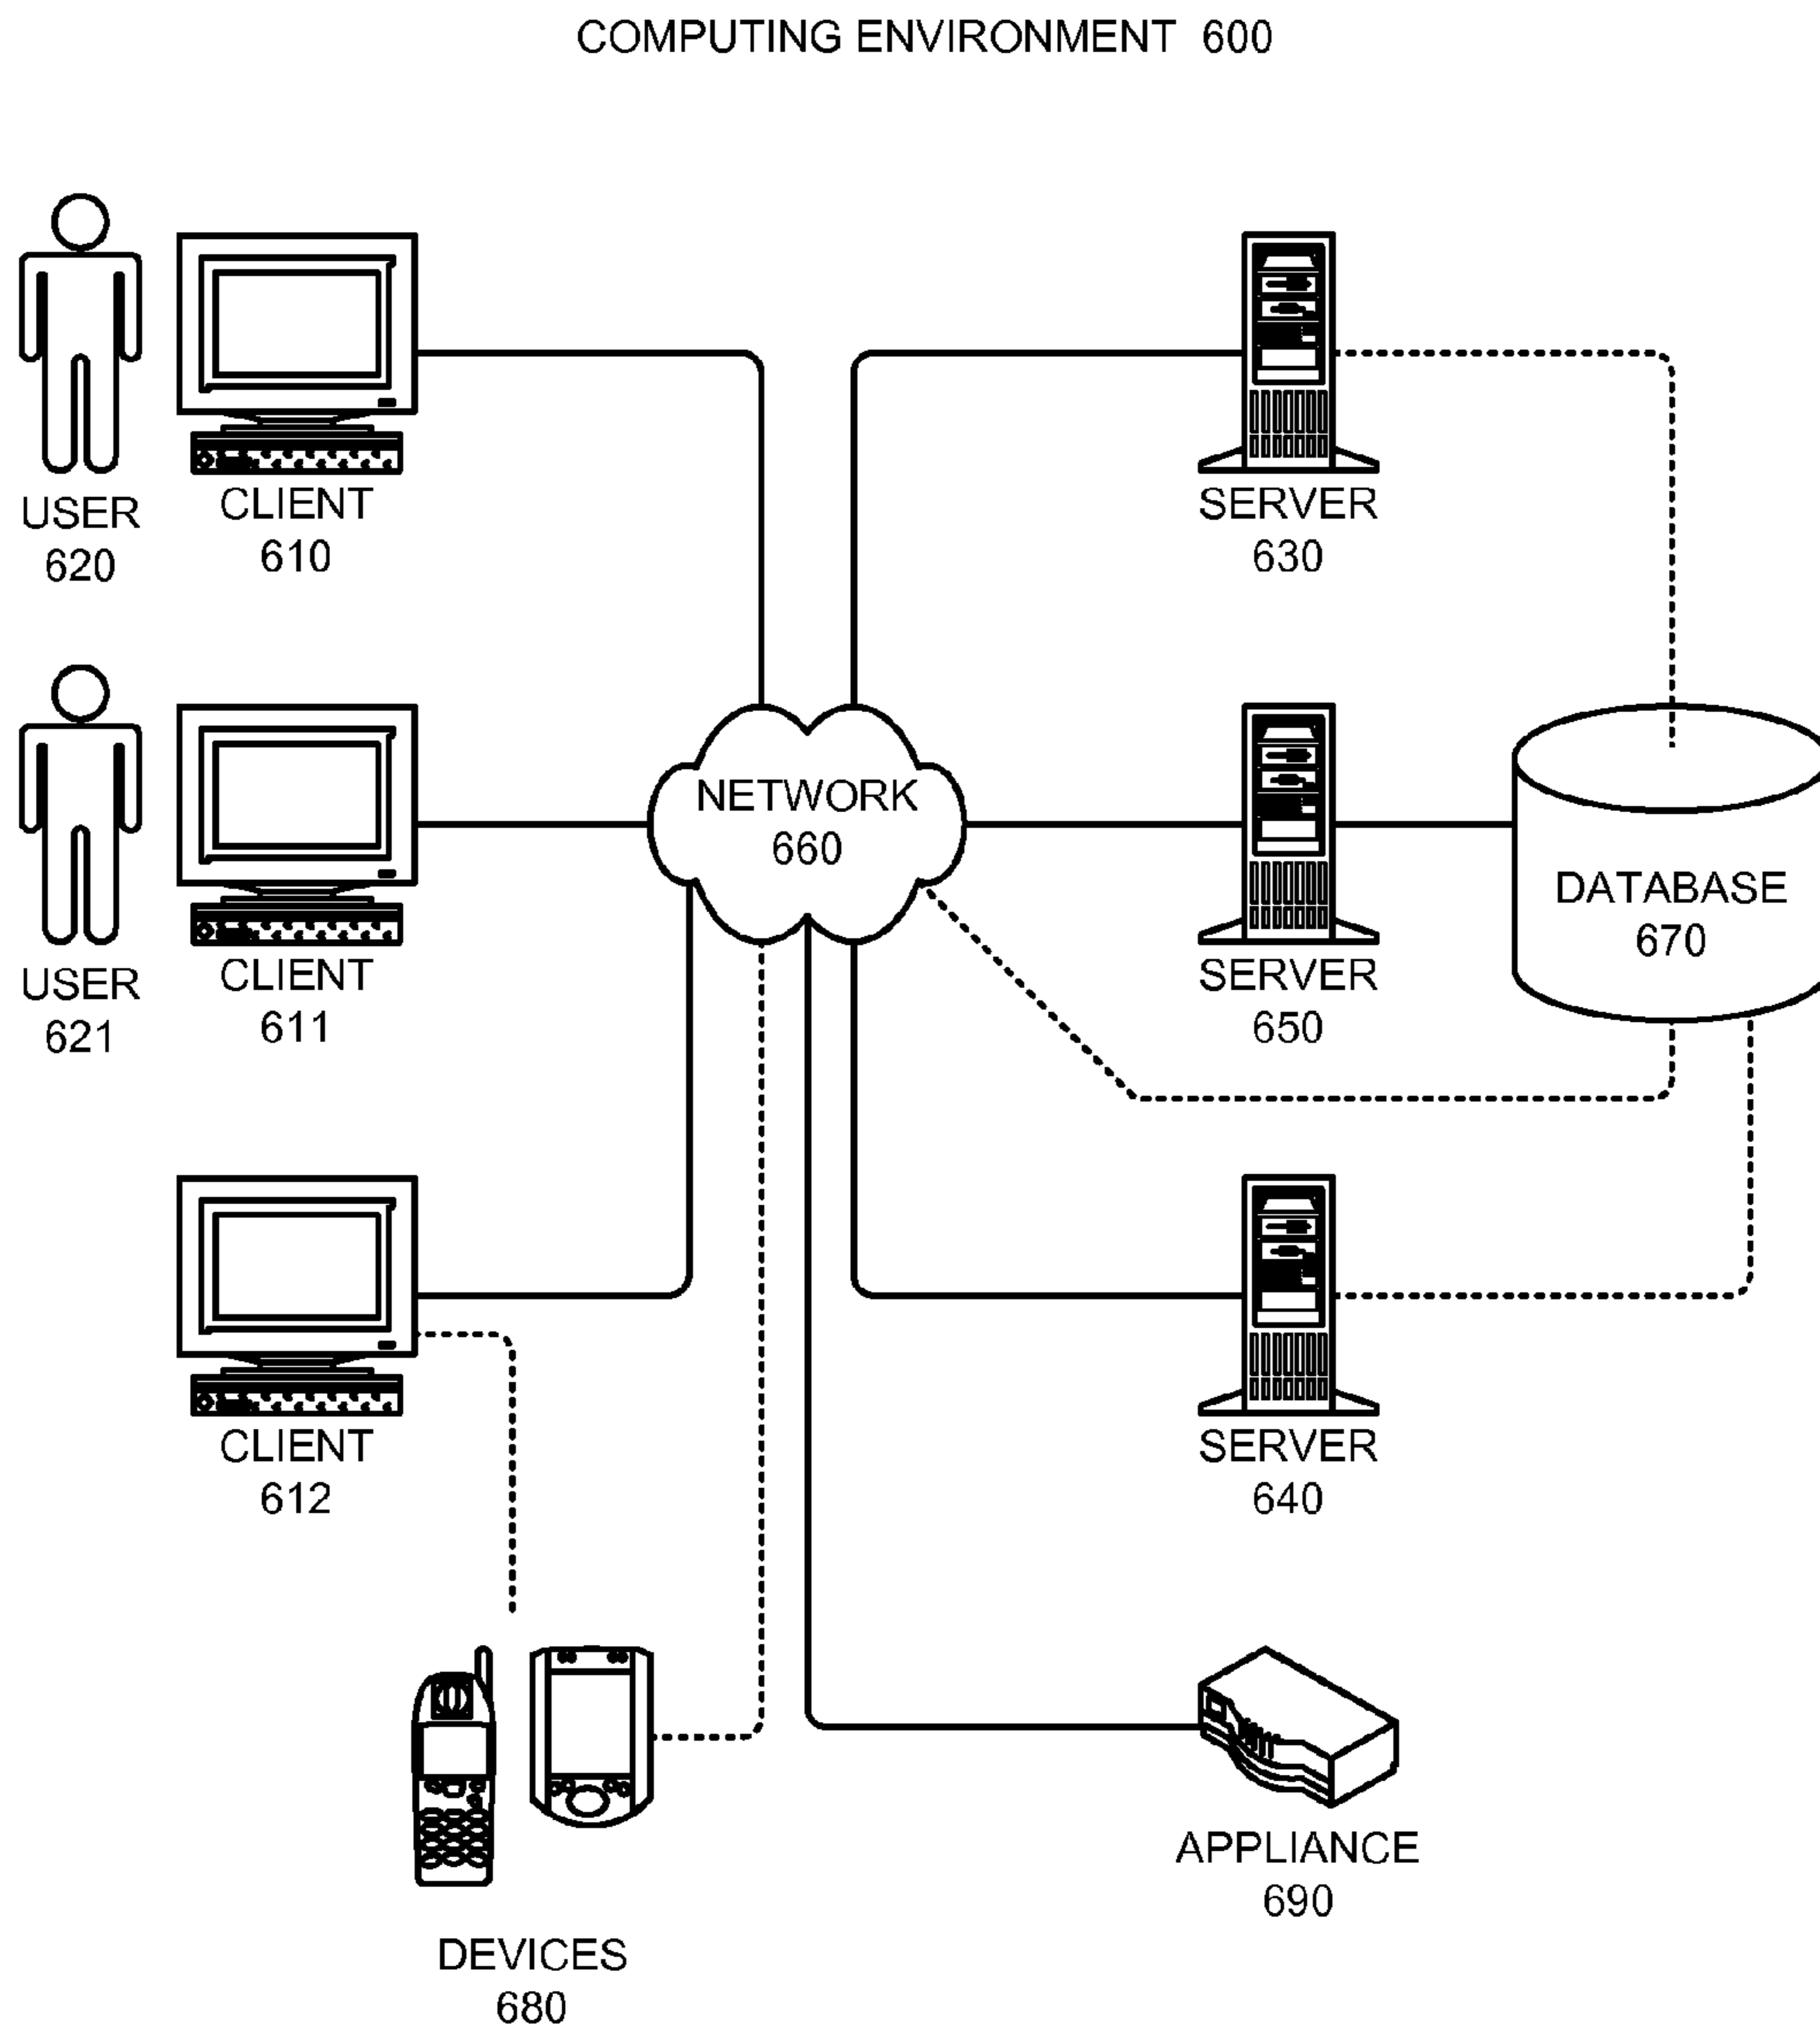 COMPUTING ENVIRONMENT 600
USER
620
CLIENT
610
SERVER
630
NETWORK
660
USER
621
CLIENT
611
SERVER
650
DATABASE
670
CLIENT
612
SERVER
640
DEVICES
680
APPLIANCE
690